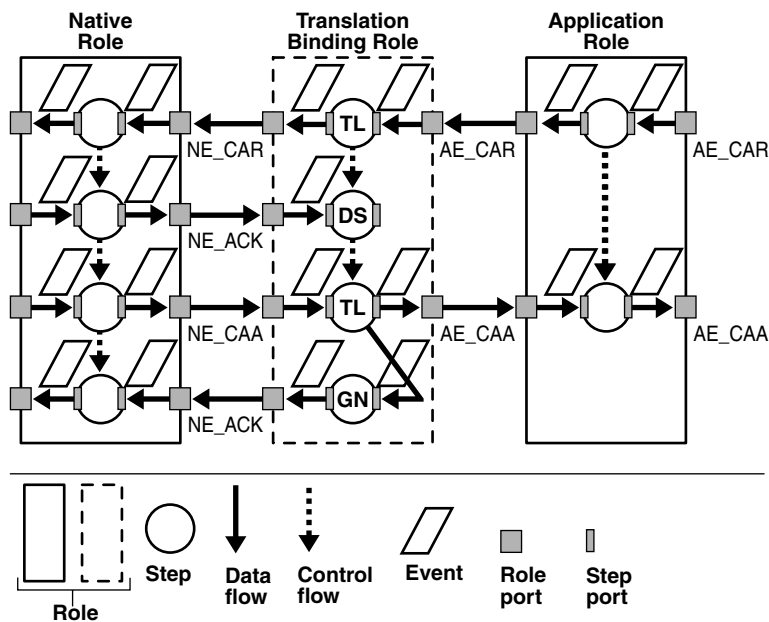 Native Role
Translation Binding Role
Application Role
TL
NE_CAR
AE_CAR
AE_CAR
DS
NE_ACK
TL
NE_CAA
AE_CAA
AE_CAA
GN
NE_ACK
Role
Step
Data flow
Control flow
Event
Role port
Step port